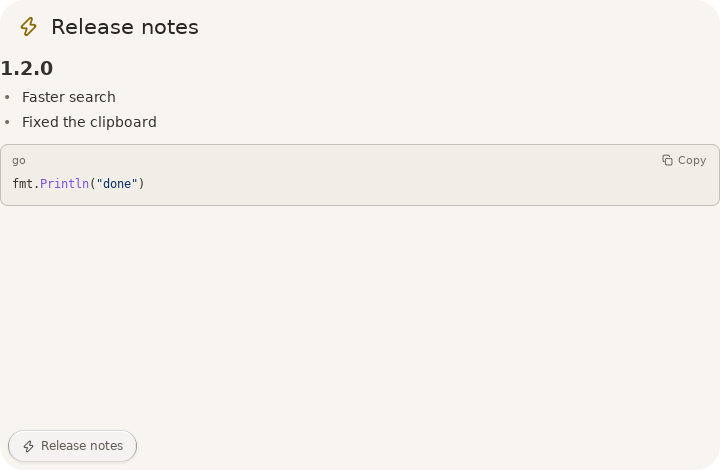 Release notes
1.2.0
• Faster search
• Fixed the clipboard
go
Copy
fmt.Println("done")
Release notes